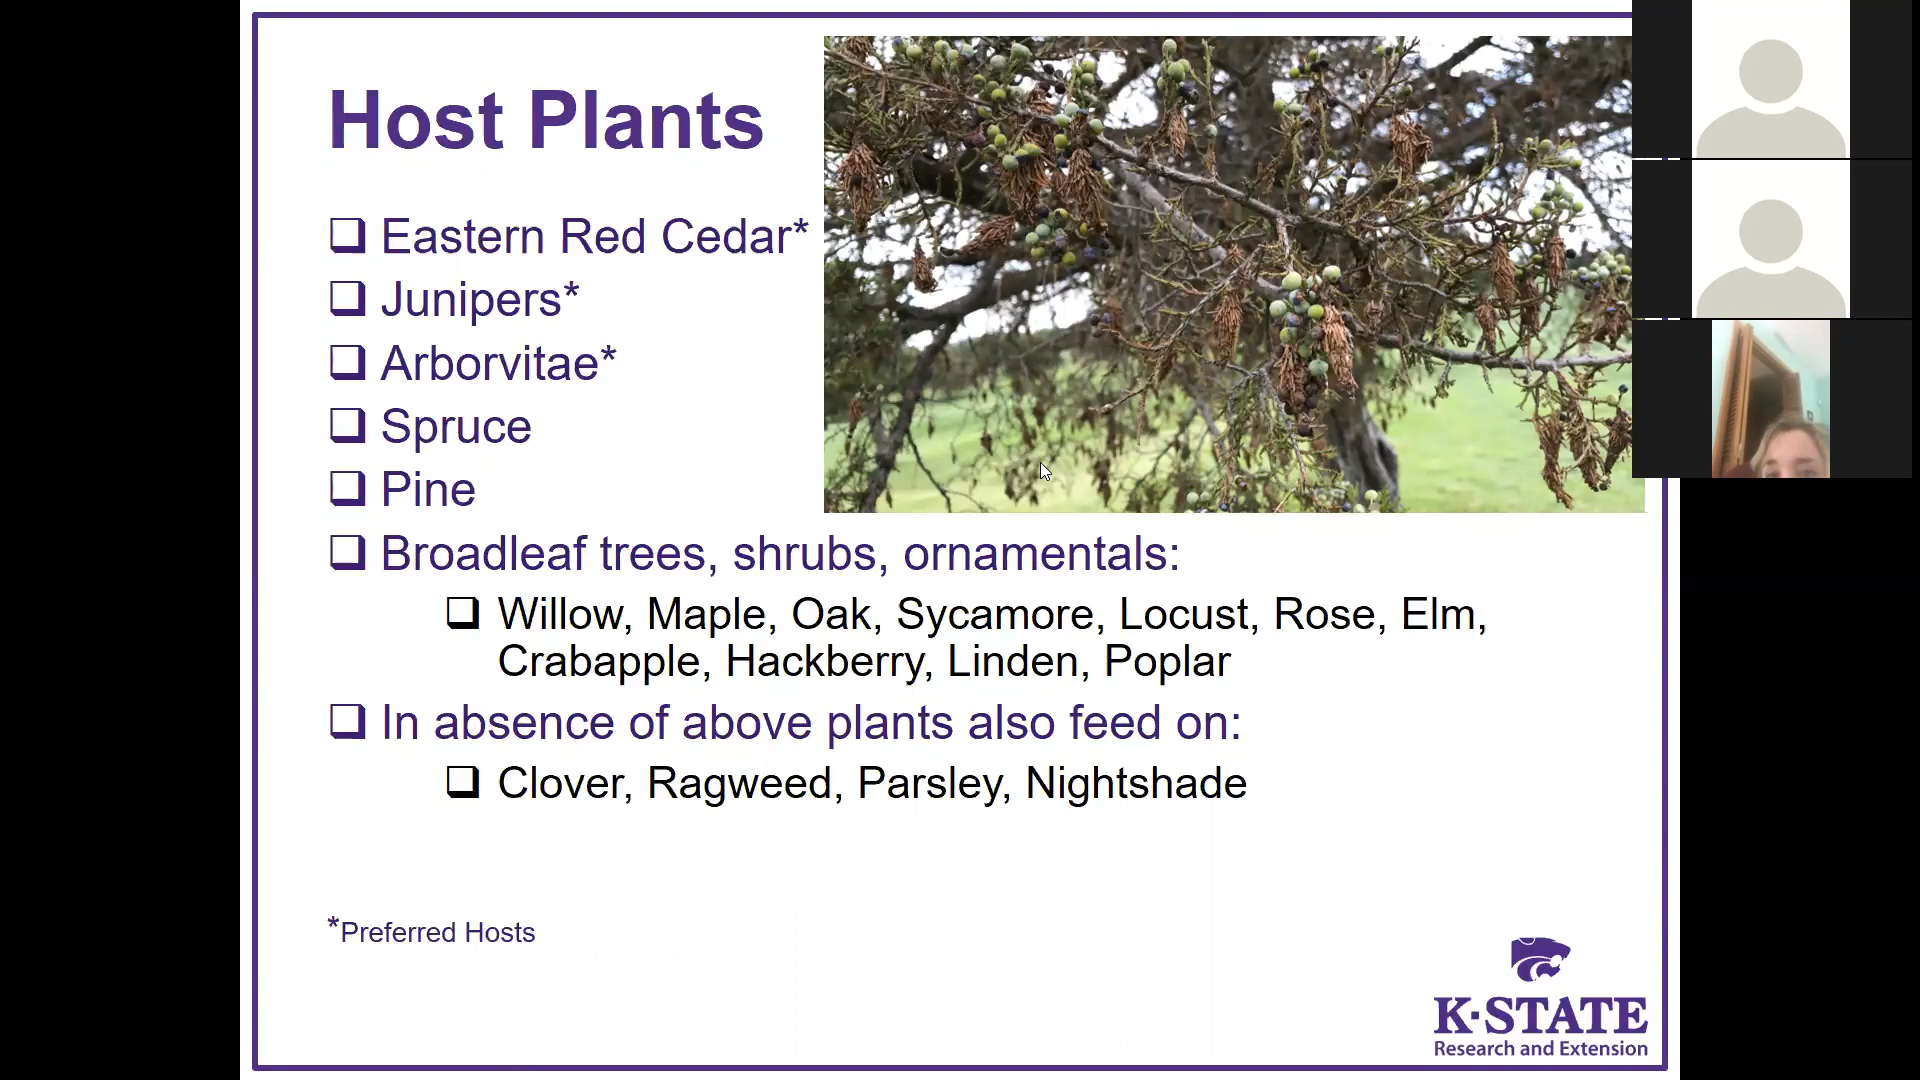 Host Plants
Eastern Red Cedar*
Junipers*
Arborvitae*
Spruce
Pine
Broadleaf trees, shrubs, ornamentals:
Willow, Maple, Oak, Sycamore, Locust, Rose, Elm,
Crabapple, Hackberry, Linden, Poplar
In absence of above plants also feed on:
Clover, Ragweed, Parsley, Nightshade
*Preferred Hosts
K·STATE
Research and Extension